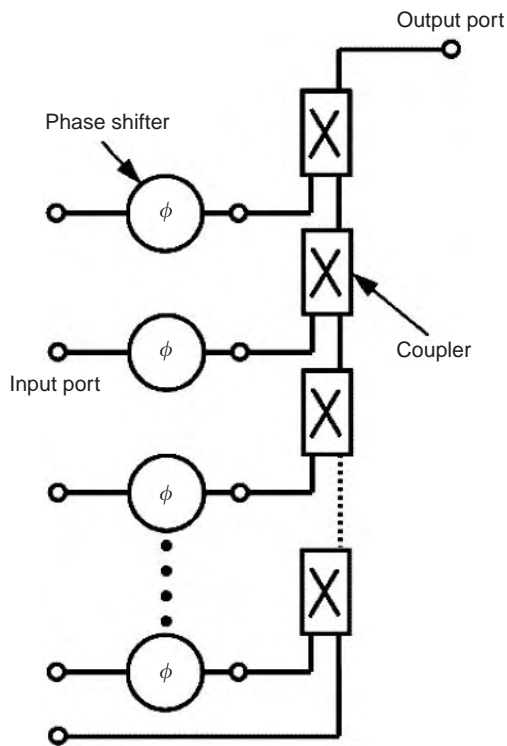 Output port
Phase shifter
ϕ
ϕ
Coupler
Input port
ϕ
ϕ